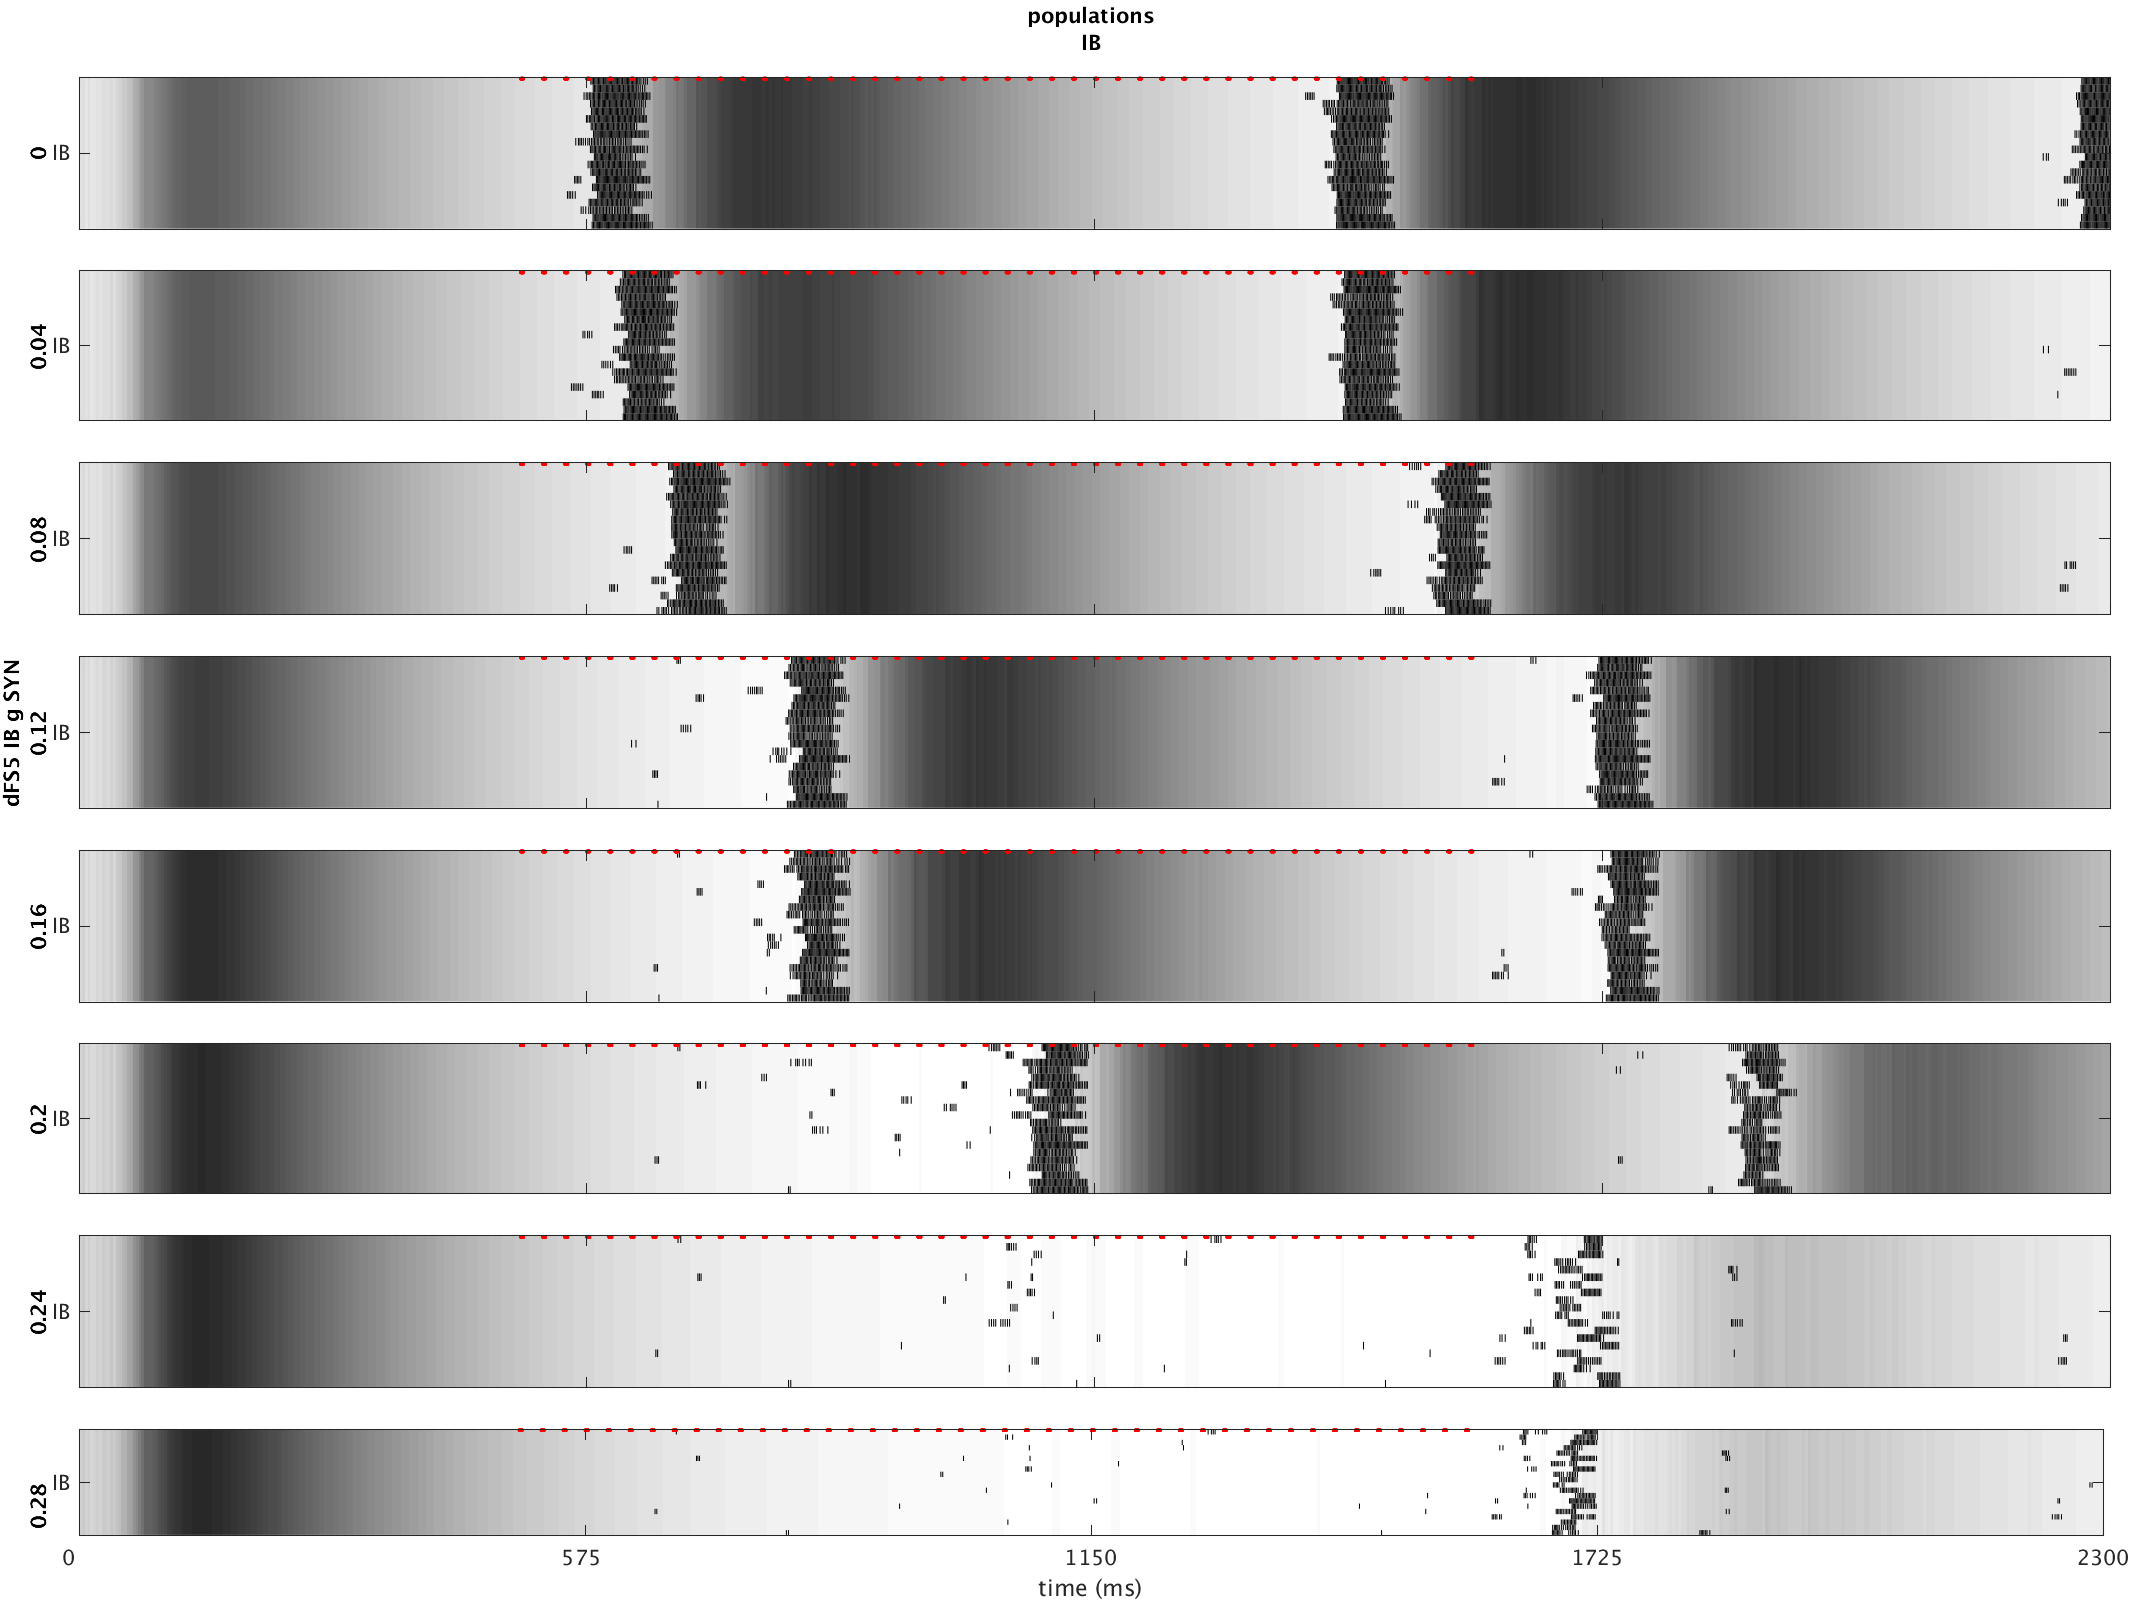 populations
IB
dFS5 IB g SYN
0 IB
0.04 IB
0.08 IB
0.12 IB
0.16 IB
0.2 IB
0.24 IB
0.28 IB
0 575 1150 1725 2300
time (ms)